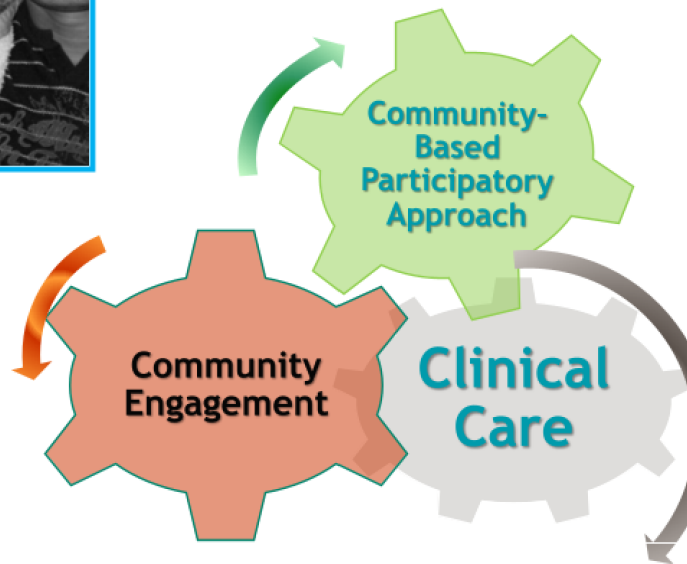 Community-
Based
Participatory
Approach
Community
Engagement
Clinical
Care